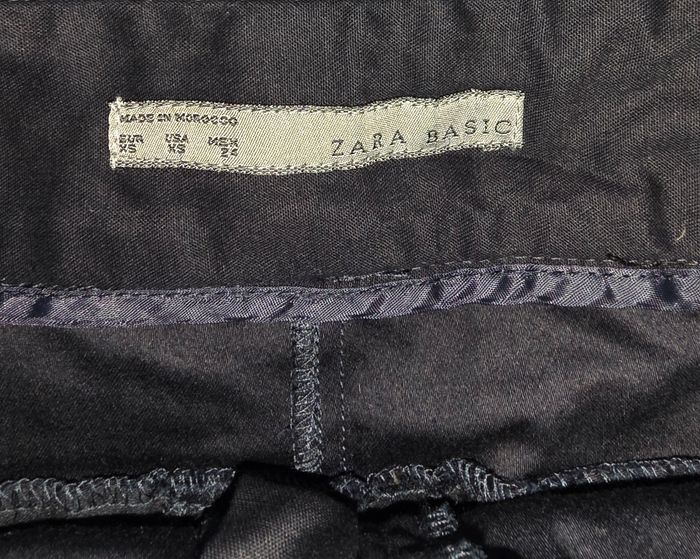 MADE IN MOROCCO
EUR USA MEX
XS XS 24
ZARA BASIC